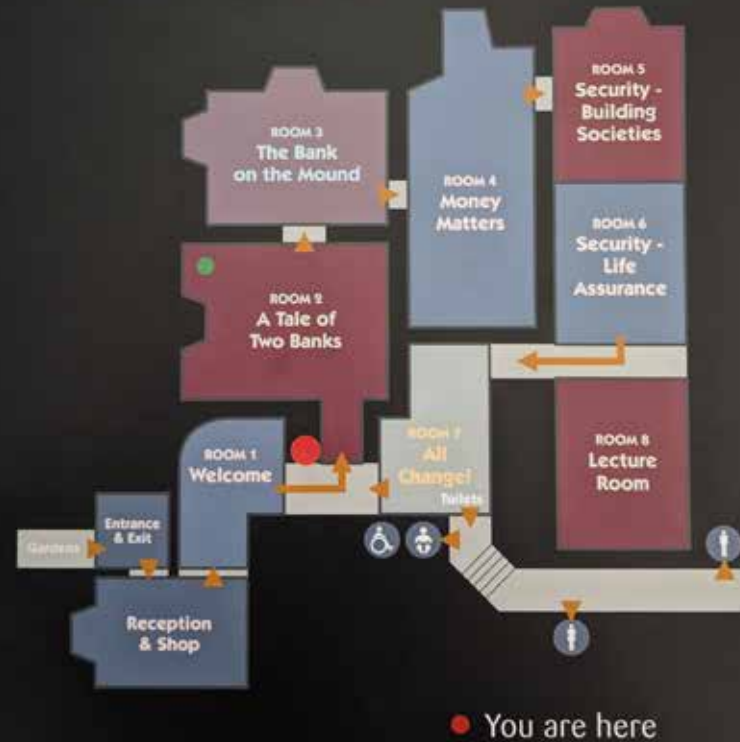 ROOM 5
Security -
Building
Societies
ROOM 3
The Bank
on the Mound
ROOM 4
Money
Matters
ROOM 6
Security -
Life
Assurance
ROOM 2
A Tale of
Two Banks
ROOM 1
Welcome
ROOM 7
All
Change!
Toilets
ROOM 8
Lecture
Room
Entrance
& Exit
Gardens
Reception
& Shop
You are here